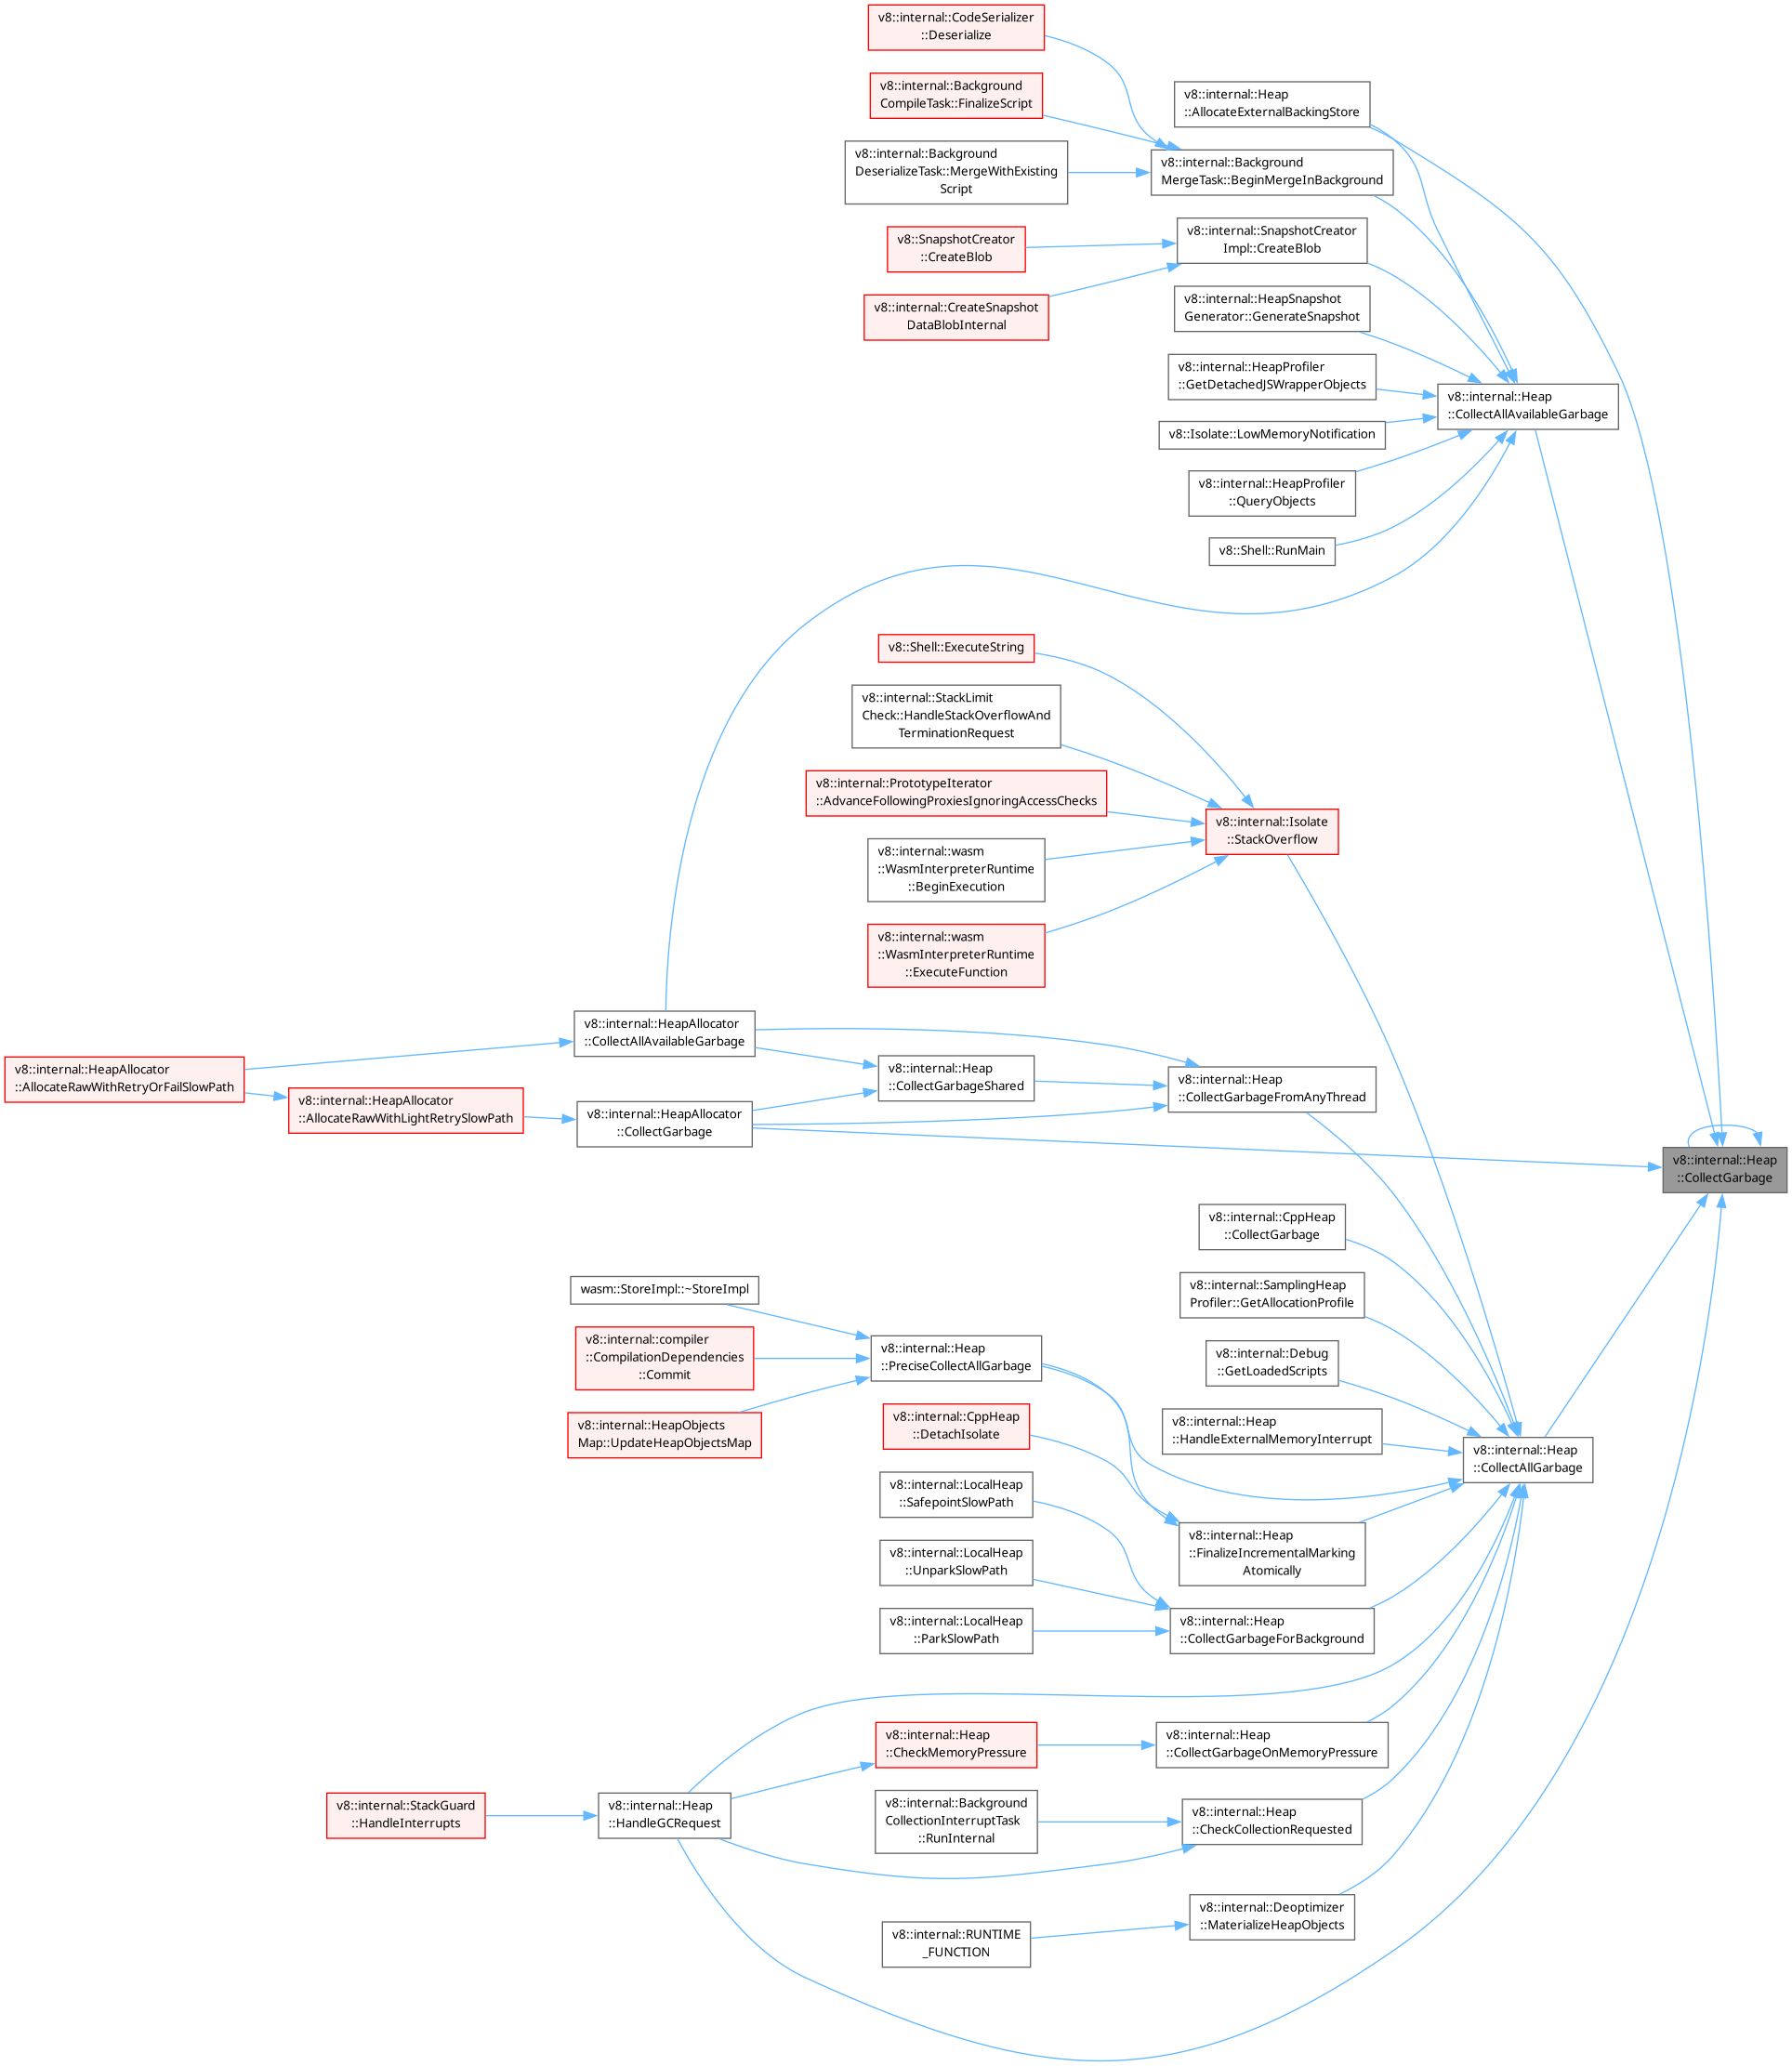 v8::internal::CodeSerializer
::Deserialize
v8::internal::Background
CompileTask::FinalizeScript
v8::internal::Heap
::AllocateExternalBackingStore
v8::internal::Background
DeserializeTask::MergeWithExisting
Script
v8::internal::Background
MergeTask::BeginMergeInBackground
v8::SnapshotCreator
::CreateBlob
v8::internal::SnapshotCreator
Impl::CreateBlob
v8::internal::CreateSnapshot
DataBlobInternal
v8::internal::HeapSnapshot
Generator::GenerateSnapshot
v8::internal::HeapProfiler
::GetDetachedJSWrapperObjects
v8::internal::Heap
::CollectAllAvailableGarbage
v8::Isolate::LowMemoryNotification
v8::internal::HeapProfiler
::QueryObjects
v8::Shell::RunMain
v8::Shell::ExecuteString
v8::internal::StackLimit
Check::HandleStackOverflowAnd
TerminationRequest
v8::internal::PrototypeIterator
::AdvanceFollowingProxiesIgnoringAccessChecks
v8::internal::Isolate
::StackOverflow
v8::internal::wasm
::WasmInterpreterRuntime
::BeginExecution
v8::internal::wasm
::WasmInterpreterRuntime
::ExecuteFunction
v8::internal::HeapAllocator
::CollectAllAvailableGarbage
v8::internal::HeapAllocator
::AllocateRawWithRetryOrFailSlowPath
v8::internal::HeapAllocator
::AllocateRawWithLightRetrySlowPath
v8::internal::HeapAllocator
::CollectGarbage
v8::internal::Heap
::CollectGarbageShared
v8::internal::Heap
::CollectGarbageFromAnyThread
v8::internal::Heap
::CollectGarbage
v8::internal::CppHeap
::CollectGarbage
wasm::StoreImpl::~StoreImpl
v8::internal::SamplingHeap
Profiler::GetAllocationProfile
v8::internal::compiler
::CompilationDependencies
::Commit
v8::internal::Heap
::PreciseCollectAllGarbage
v8::internal::Debug
::GetLoadedScripts
v8::internal::HeapObjects
Map::UpdateHeapObjectsMap
v8::internal::CppHeap
::DetachIsolate
v8::internal::Heap
::HandleExternalMemoryInterrupt
v8::internal::Heap
::CollectAllGarbage
v8::internal::LocalHeap
::SafepointSlowPath
v8::internal::Heap
::FinalizeIncrementalMarking
Atomically
v8::internal::LocalHeap
::UnparkSlowPath
v8::internal::LocalHeap
::ParkSlowPath
v8::internal::Heap
::CollectGarbageForBackground
v8::internal::Heap
::CheckMemoryPressure
v8::internal::Heap
::CollectGarbageOnMemoryPressure
v8::internal::StackGuard
::HandleInterrupts
v8::internal::Heap
::HandleGCRequest
v8::internal::Background
CollectionInterruptTask
::RunInternal
v8::internal::Heap
::CheckCollectionRequested
v8::internal::Deoptimizer
::MaterializeHeapObjects
v8::internal::RUNTIME
_FUNCTION